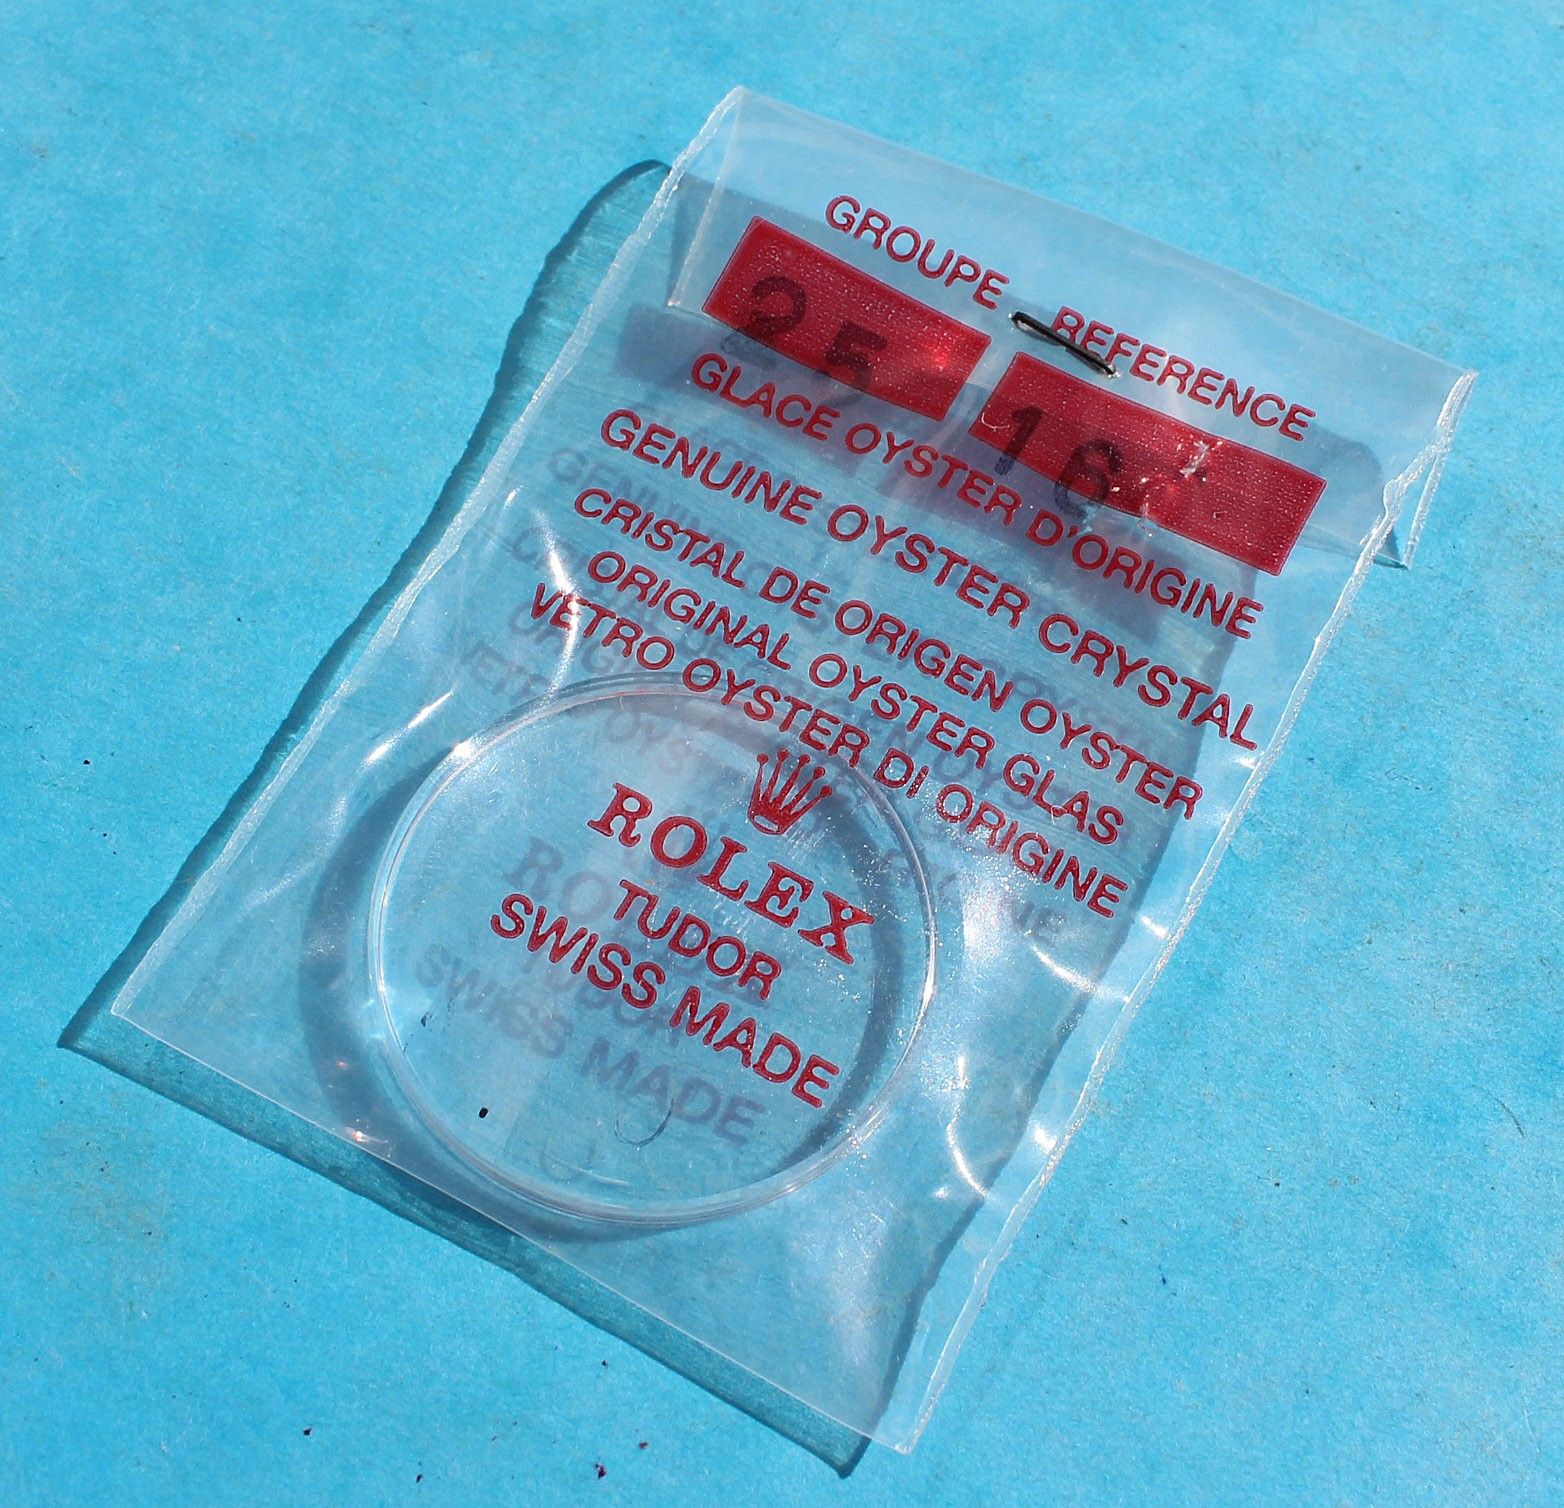 GROUPE REFERENCE
25 16
GLACE OYSTER D'ORIGINE
GENUINE OYSTER CRYSTAL
CRISTAL DE ORIGEN OYSTER
ORIGINAL OYSTER GLAS
VETRO OYSTER DI ORIGINE
ROLEX
TUDOR
SWISS MADE